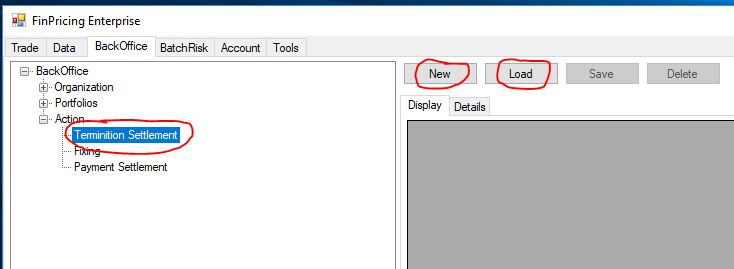 FinPricing Enterprise
Trade Data BackOffice BatchRisk Account Tools
BackOffice
Organization
Portfolios
Action
Terminition Settlement
Fixing
Payment Settlement
New Load Save Delete
Display Details